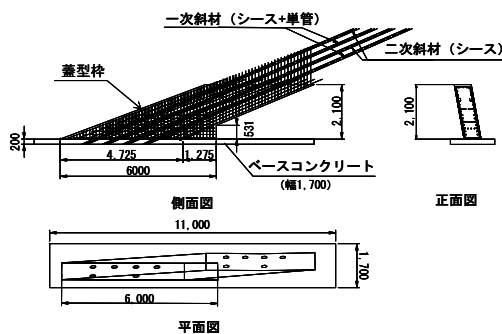 一次斜材（シース+単管）
二次斜材（シース）
蓋型枠
200
4,725
1,275
6000
531
2,100
2,100
ベースコンクリート
(幅1,700)
側面図
正面図
11,000
1,700
6,000
平面図